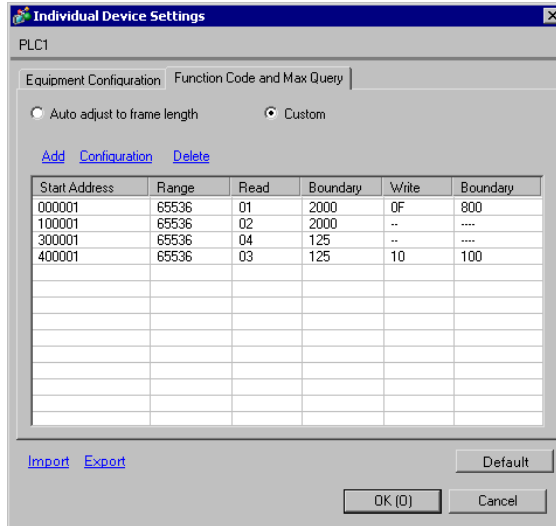 Individual Device Settings
PLC1
Equipment Configuration Function Code and Max Query
Auto adjust to frame length Custom
Add Configuration Delete
Start Address Range Read Boundary Write Boundary
000001 65536 01 2000 0F 800
100001 65536 02 2000 -- ----
300001 65536 04 125 -- ----
400001 65536 03 125 10 100
Import Export Default
OK (O) Cancel